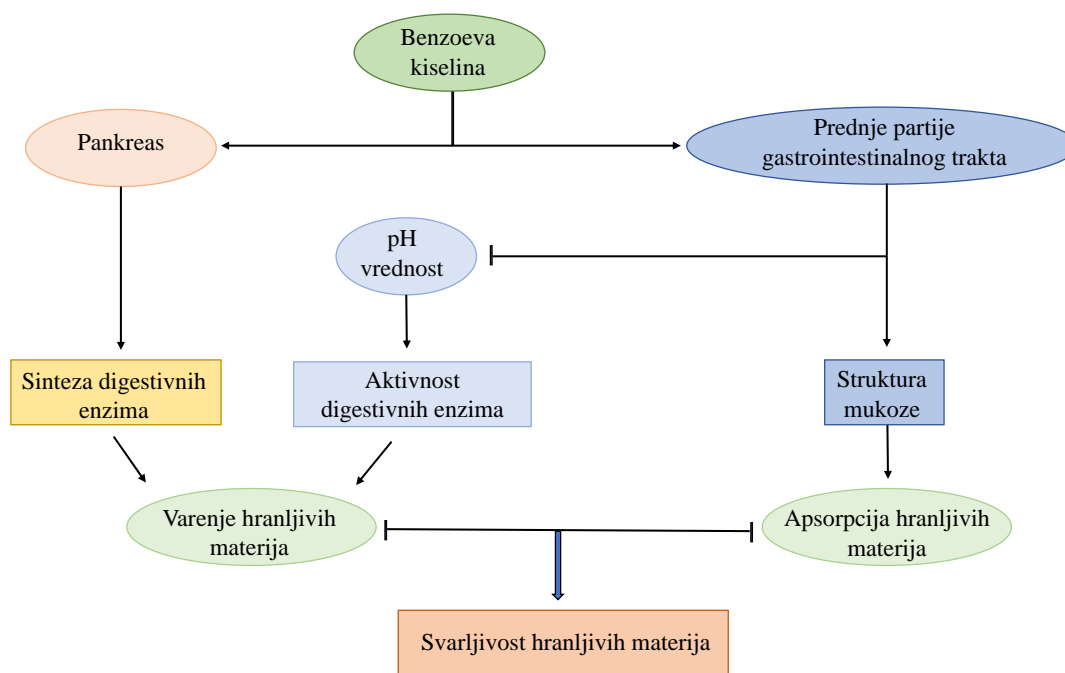 Benzoeva
kiselina
Pankreas
Prednje partije
gastrointestinalnog trakta
pH
vrednost
Sinteza digestivnih
enzima
Aktivnost
digestivnih enzima
Struktura
mukoze
Varenje hranljivih
materija
Apsorpcija hranljivih
materija
Svarljivost hranljivih materija